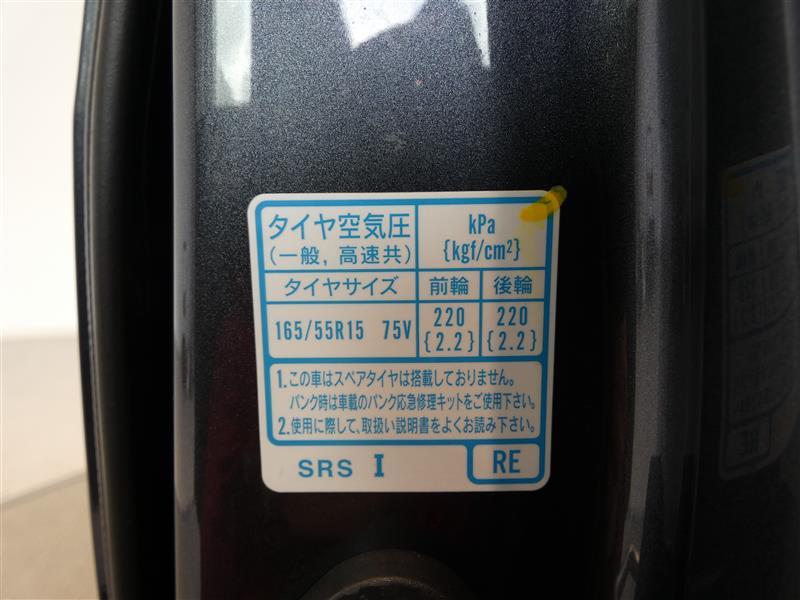 タイヤ空気圧
(一般, 高速共)
kPa
{kgf/cm²}
タイヤサイズ 前輪 後輪
165/55R15 75V 220 {2.2} 220 {2.2}
1.この車はスペアタイヤは搭載しておりません。
パンク時は車載のパンク応急修理キットをご使用下さい。
2.使用に際して、取扱い説明書をよくお読み下さい。
SRS I RE